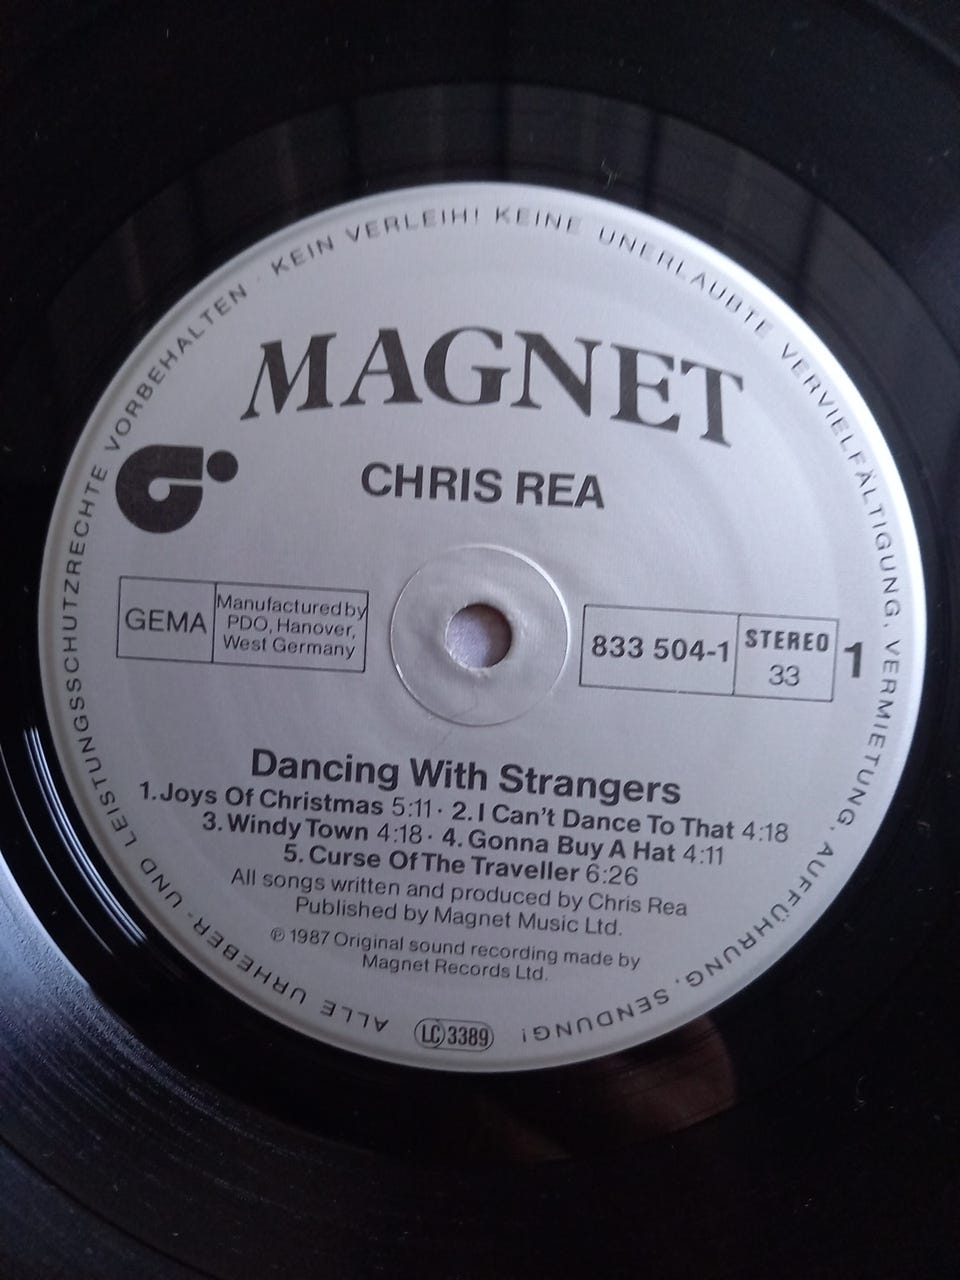 ALLE URHEBER- UND LEISTUNGSSCHUTZRECHTE VORBEHALTEN · KEIN VERLEIH! KEINE UNERLAUBTE VERVIELFÄLTIGUNG, VERMIETUNG, AUFFÜHRUNG, SENDUNG!
MAGNET
CHRIS REA
GEMA
Manufactured by
PDO, Hanover,
West Germany
833 504-1
STEREO
33
1
Dancing With Strangers
1. Joys Of Christmas 5:11 · 2. I Can't Dance To That 4:18
3. Windy Town 4:18 · 4. Gonna Buy A Hat 4:11
5. Curse Of The Traveller 6:26
All songs written and produced by Chris Rea
Published by Magnet Music Ltd.
℗ 1987 Original sound recording made by
Magnet Records Ltd.
LC 3389